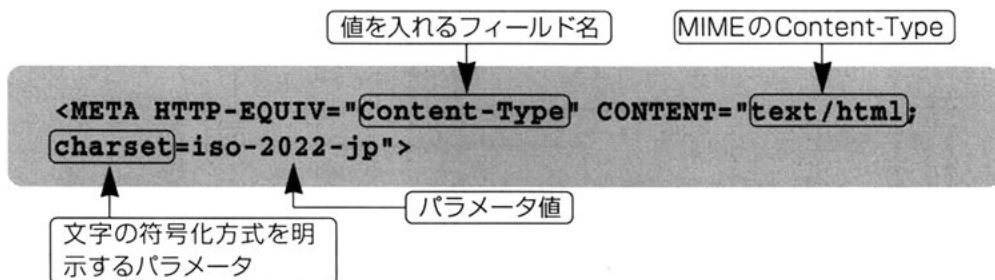 値を入れるフィールド名
MIMEのContent-Type
<META HTTP-EQUIV="Content-Type" CONTENT="text/html;
charset=iso-2022-jp">
パラメータ値
文字の符号化方式を明
示するパラメータ